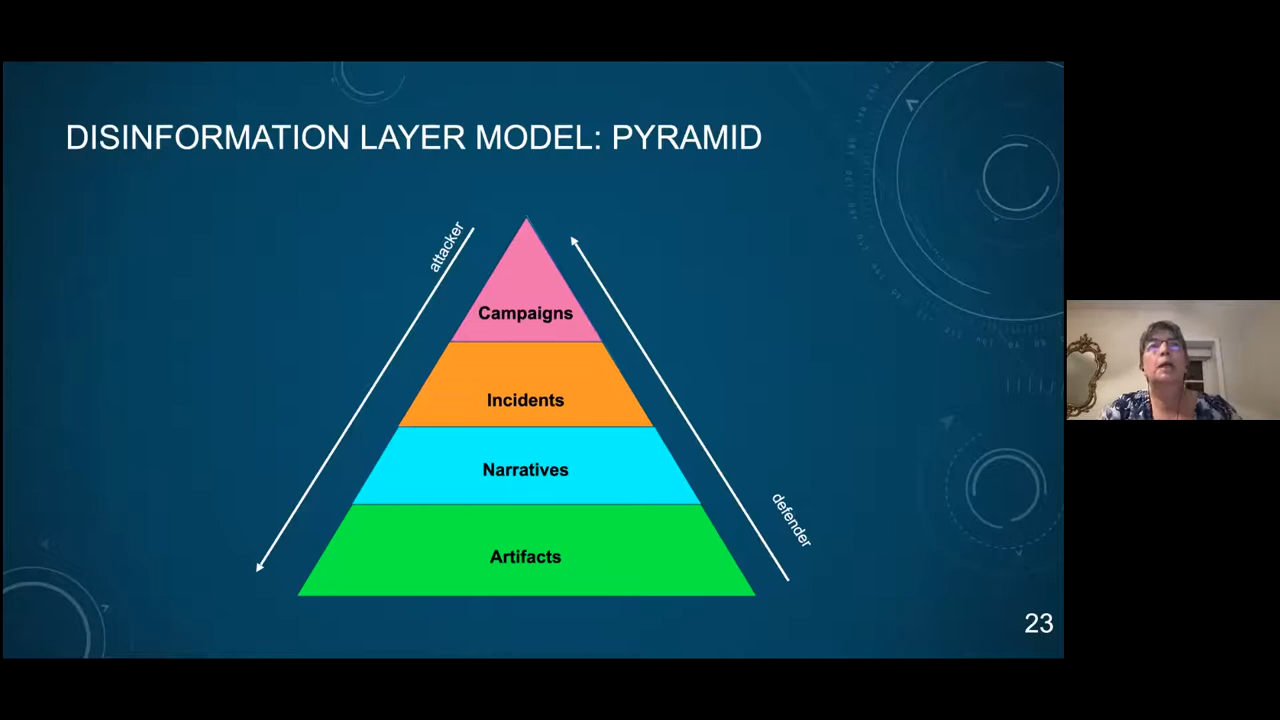 DISINFORMATION LAYER MODEL: PYRAMID
attacker
Campaigns
Incidents
Narratives
defender
Artifacts
23